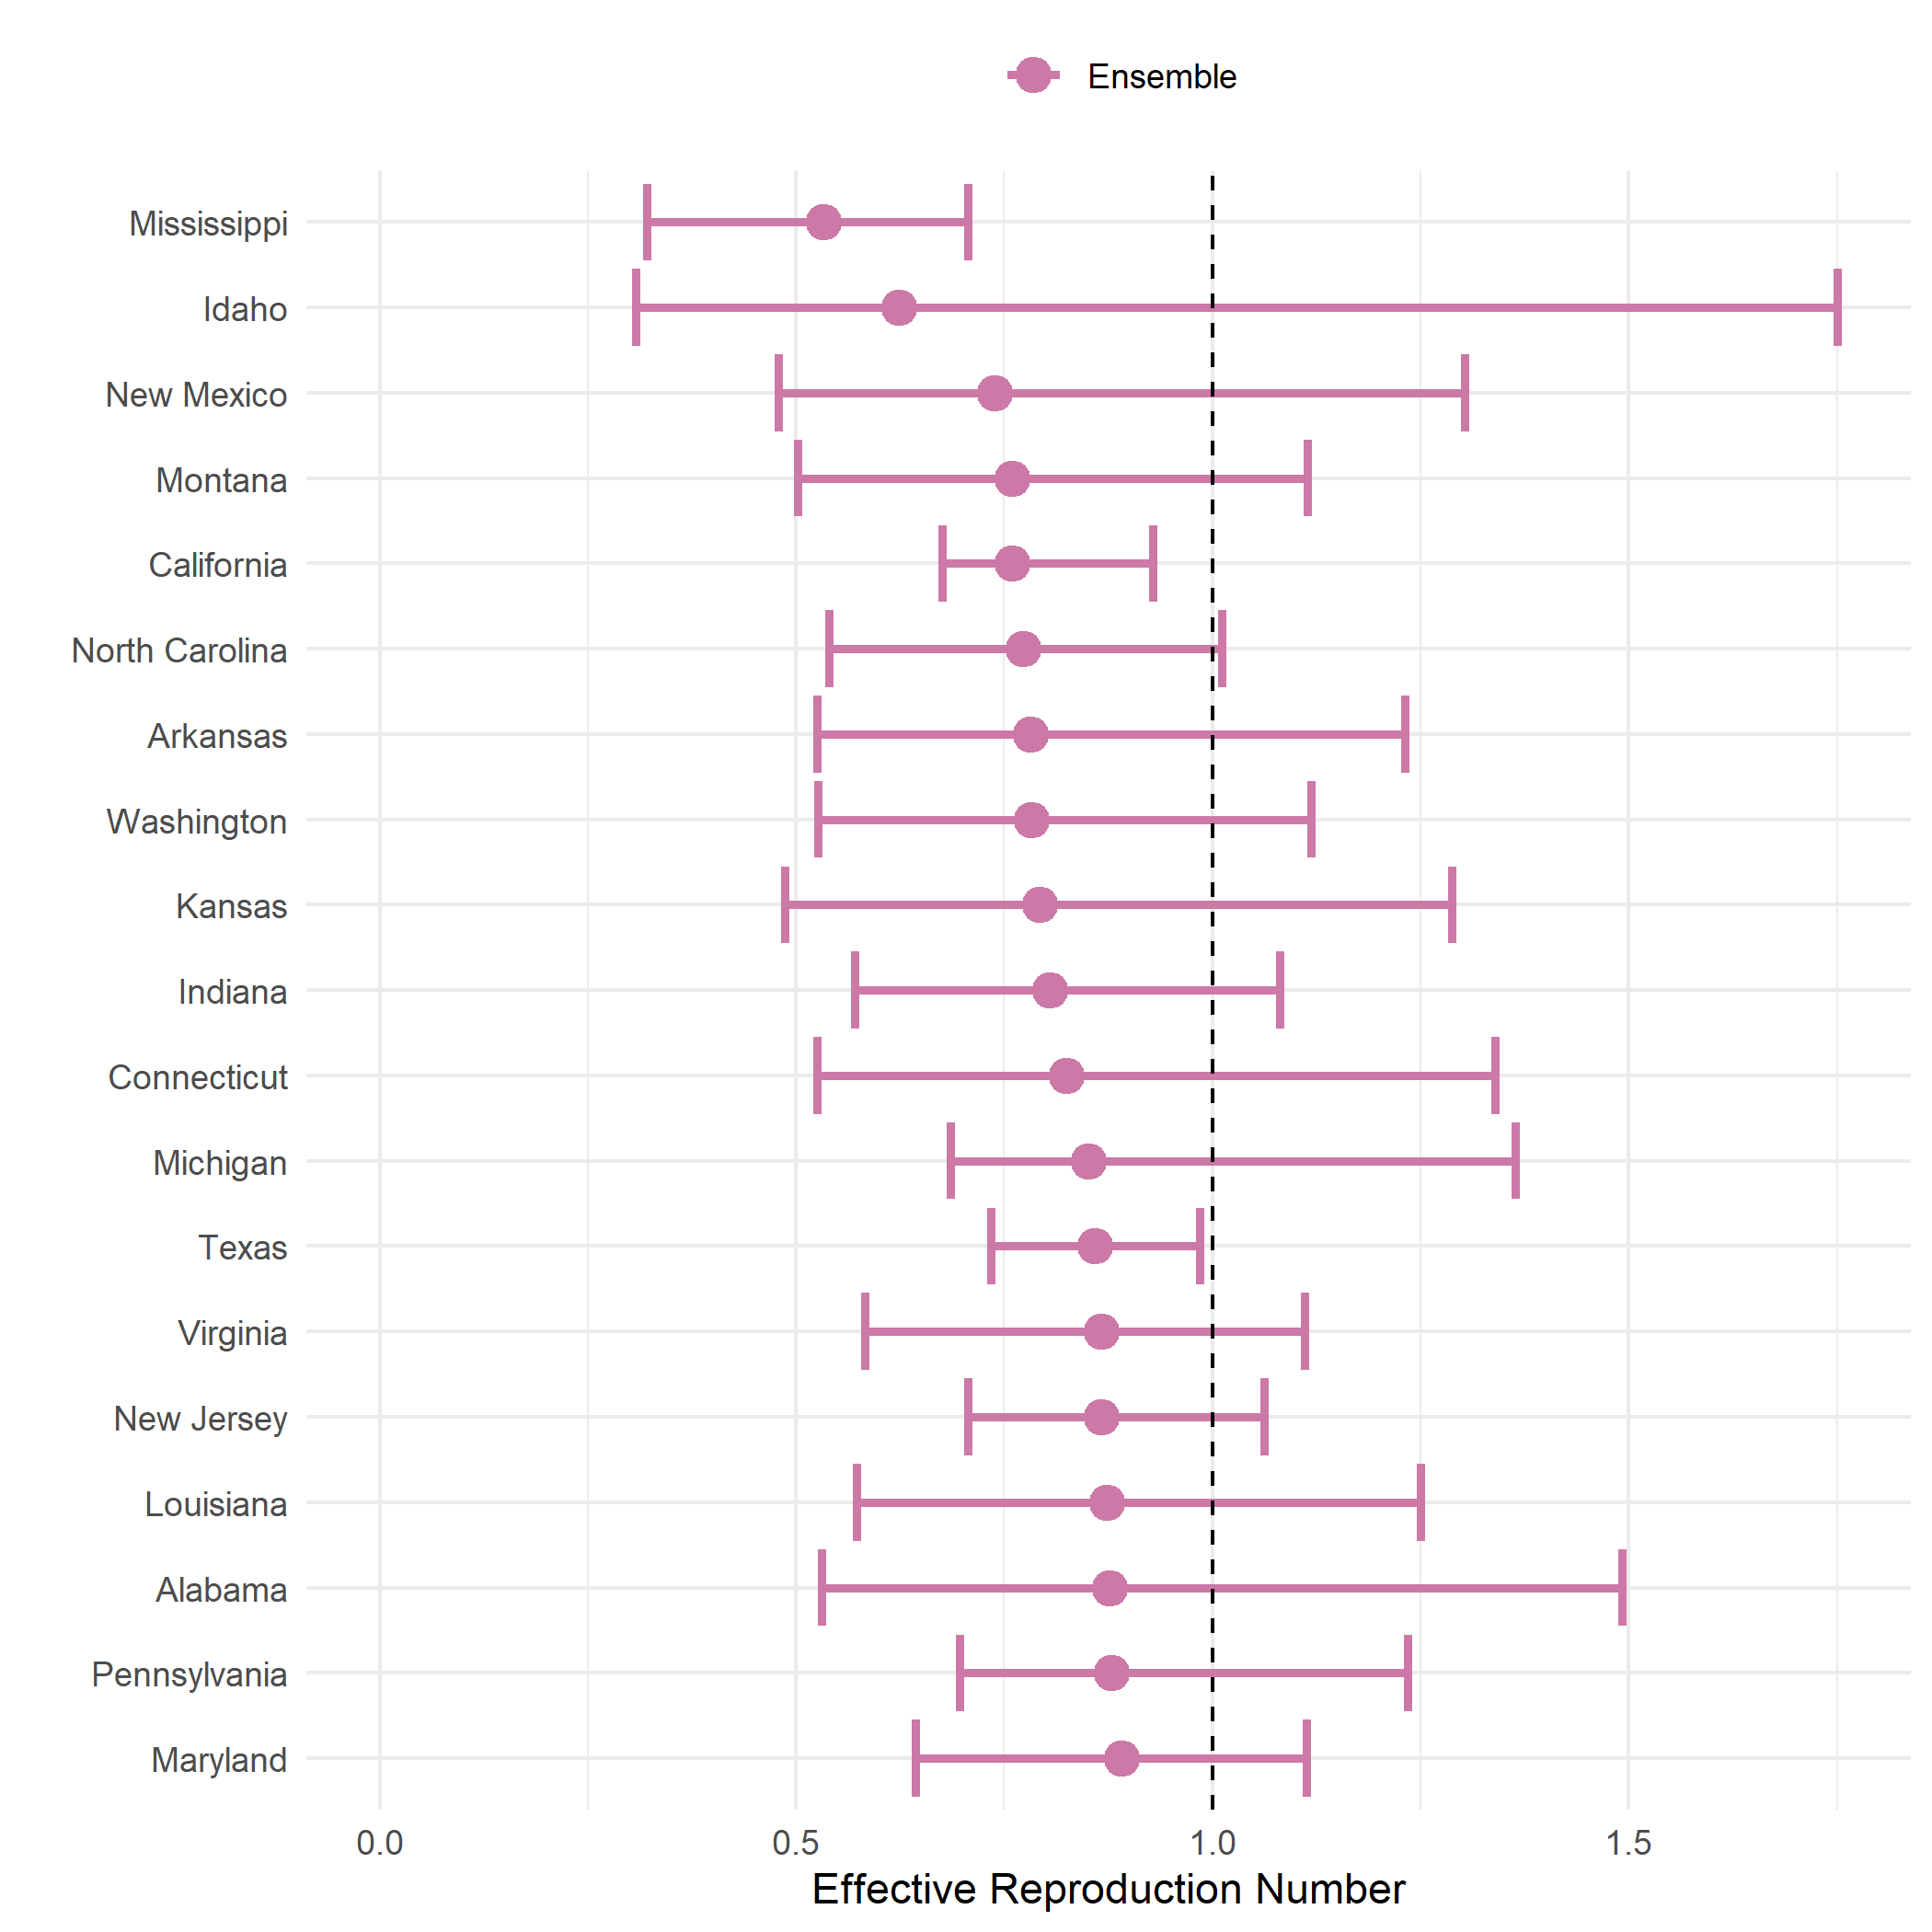 Ensemble
Mississippi
Idaho
New Mexico
Montana
California
North Carolina
Arkansas
Washington
Kansas
Indiana
Connecticut
Michigan
Texas
Virginia
New Jersey
Louisiana
Alabama
Pennsylvania
Maryland
0.0 0.5 1.0 1.5
Effective Reproduction Number